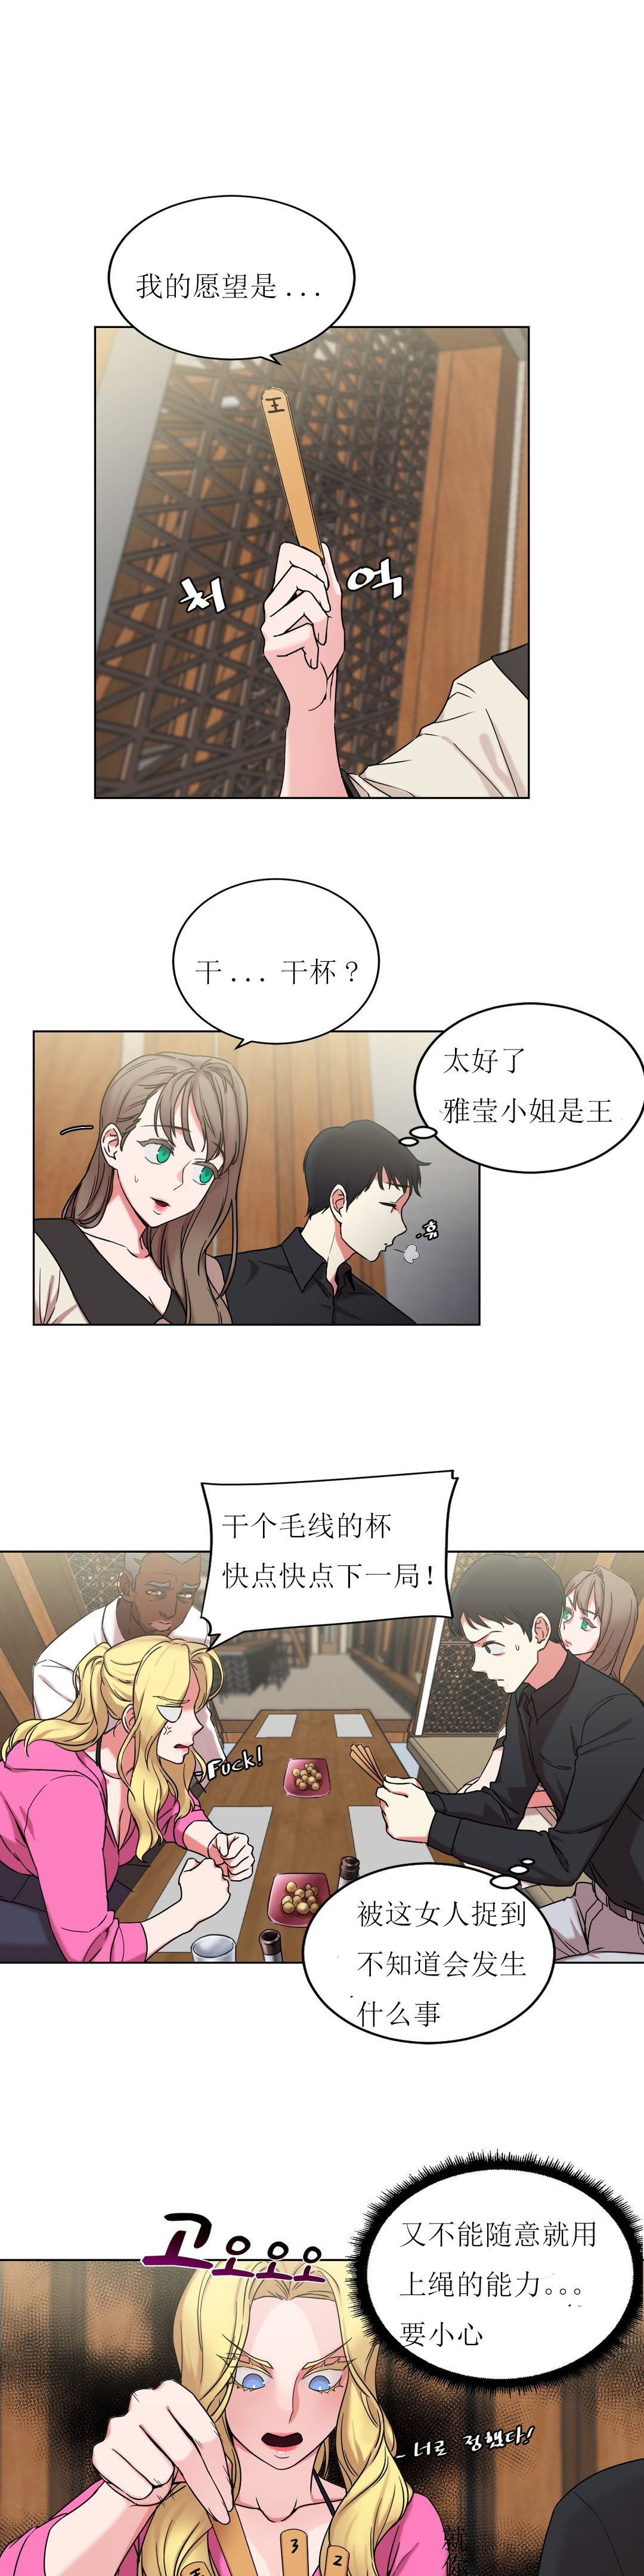 我的愿望是...
王
처
억
干... 干杯?
太好了
雅莹小姐是王
휴
干个毛线的杯
快点快点下一局!
Fuck!
被这女人捉到
不知道会发生
什么事
又不能随意就用
上绳的能力。。。
要小心
고오오오
너로 정했다!
3
2